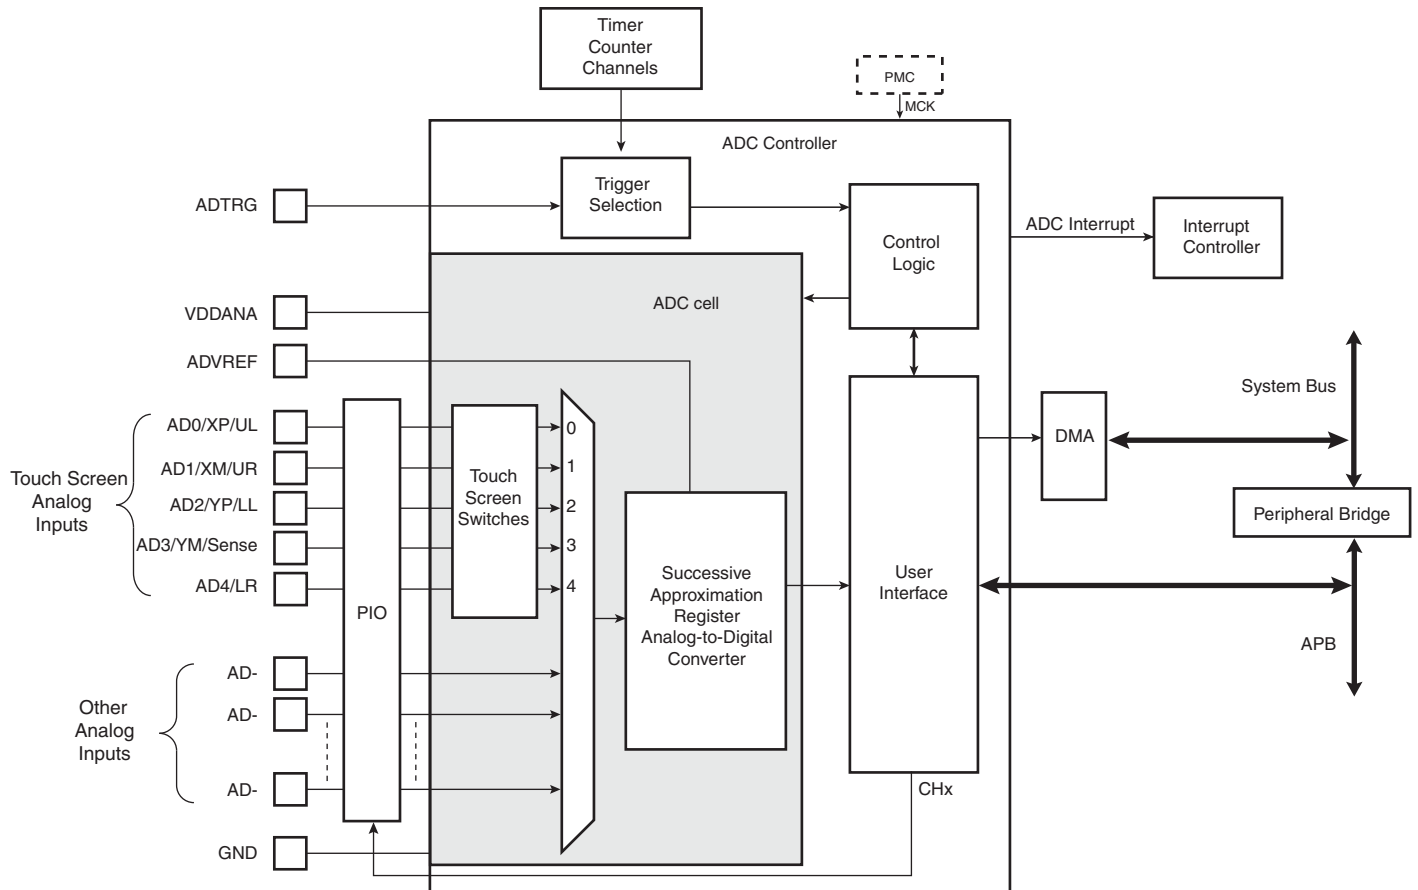 Timer
Counter
Channels
PMC
MCK
ADC Controller
ADTRG
Trigger
Selection
Control
Logic
ADC Interrupt
Interrupt
Controller
VDDANA
ADC cell
ADVREF
System Bus
Touch Screen
Analog
Inputs
AD0/XP/UL
AD1/XM/UR
AD2/YP/LL
AD3/YM/Sense
AD4/LR
PIO
Touch
Screen
Switches
0
1
2
3
4
DMA
Peripheral Bridge
Successive
Approximation
Register
Analog-to-Digital
Converter
User
Interface
APB
Other
Analog
Inputs
AD-
AD-
AD-
CHx
GND